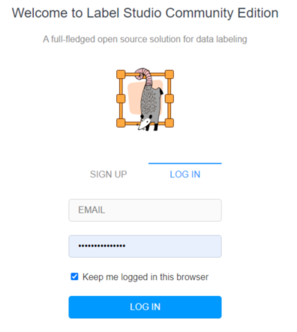 Welcome to Label Studio Community Edition
A full-fledged open source solution for data labeling
SIGN UP LOG IN
EMAIL
•••••••••••••••
Keep me logged in this browser
LOG IN